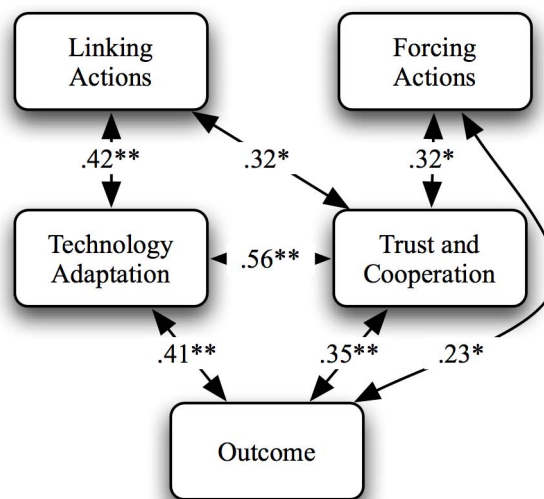 Linking
Actions
Forcing
Actions
.42**
.32*
.32*
Technology
Adaptation
.56**
Trust and
Cooperation
.41**
.35**
.23*
Outcome